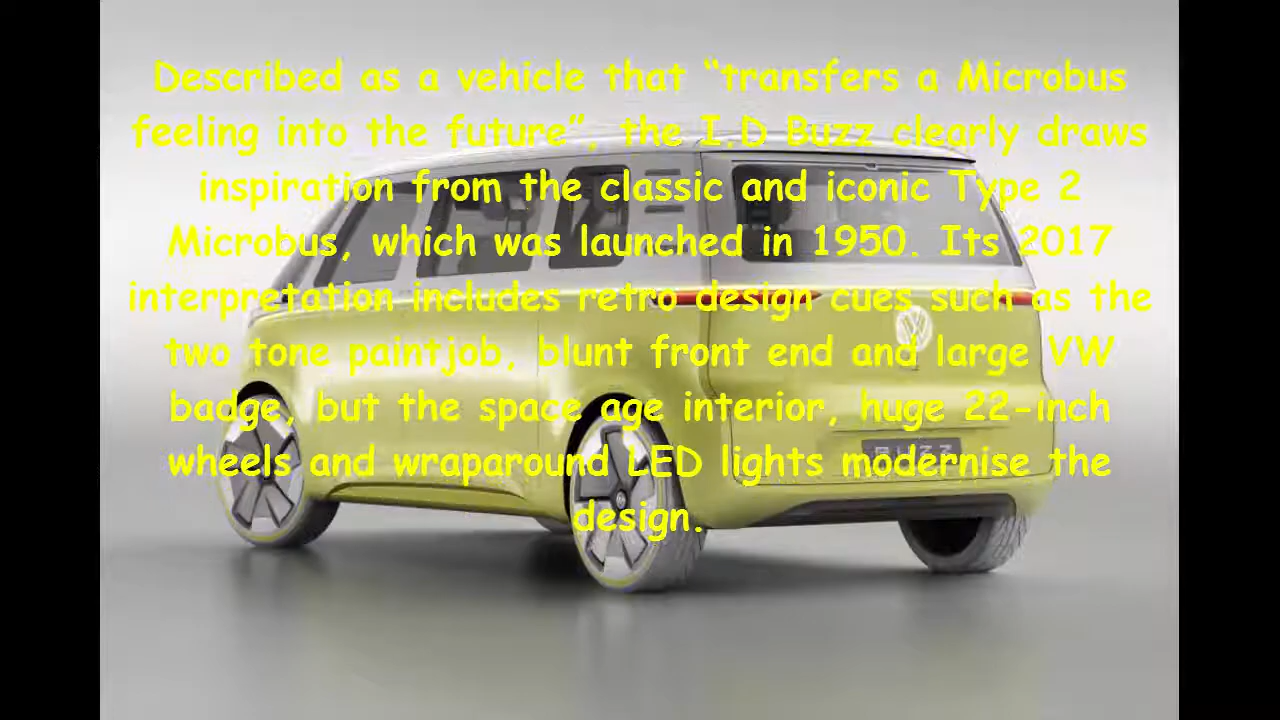 Described as a vehicle that “transfers a Microbus
feeling into the future”, the I.D Buzz clearly draws
inspiration from the classic and iconic Type 2
Microbus, which was launched in 1950. Its 2017
interpretation includes retro design cues such as the
two tone paintjob, blunt front end and large VW
badge, but the space age interior, huge 22-inch
BUZZ
wheels and wraparound LED lights modernise the
design.